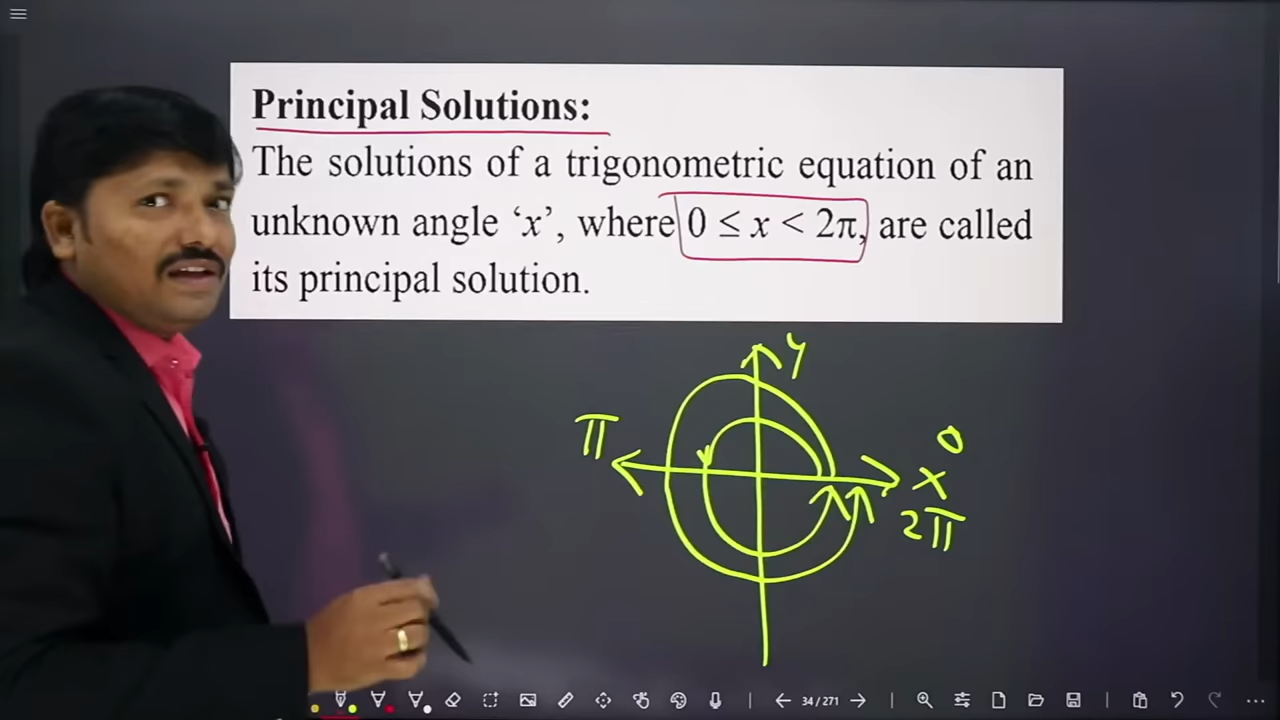 Principal Solutions:
The solutions of a trigonometric equation of an
unknown angle ‘x’, where 0 ≤ x < 2π, are called
its principal solution.
y
π
0
x
2π
34 / 271